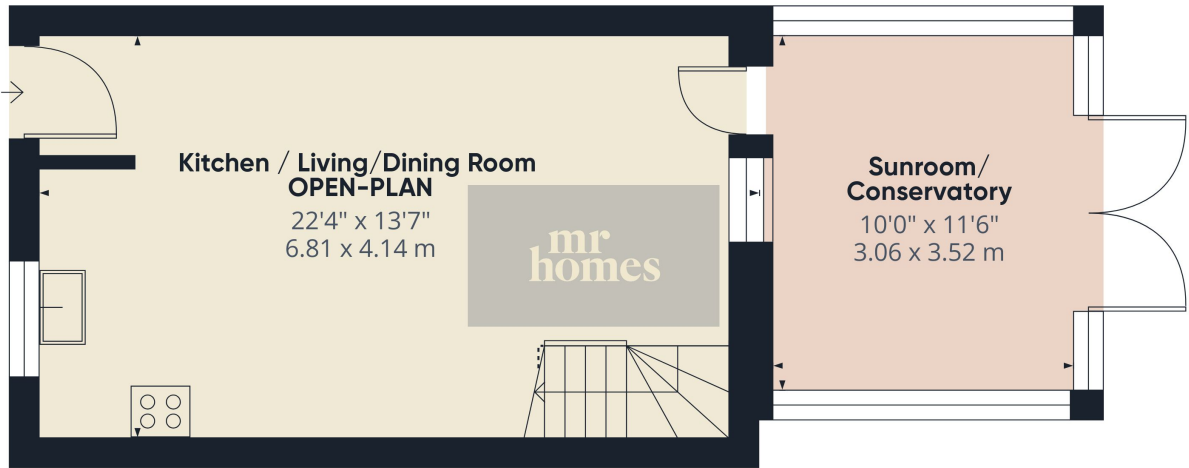 Kitchen / Living/Dining Room
OPEN-PLAN
22'4" x 13'7"
6.81 x 4.14 m
mr
homes
Sunroom/
Conservatory
10'0" x 11'6"
3.06 x 3.52 m